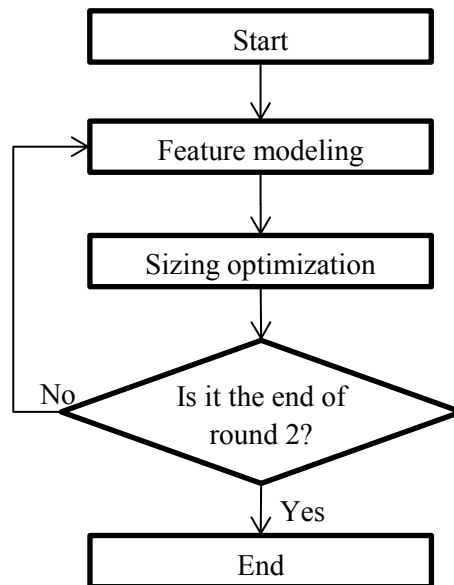 Start
Feature modeling
Sizing optimization
Is it the end of
round 2?
No
Yes
End